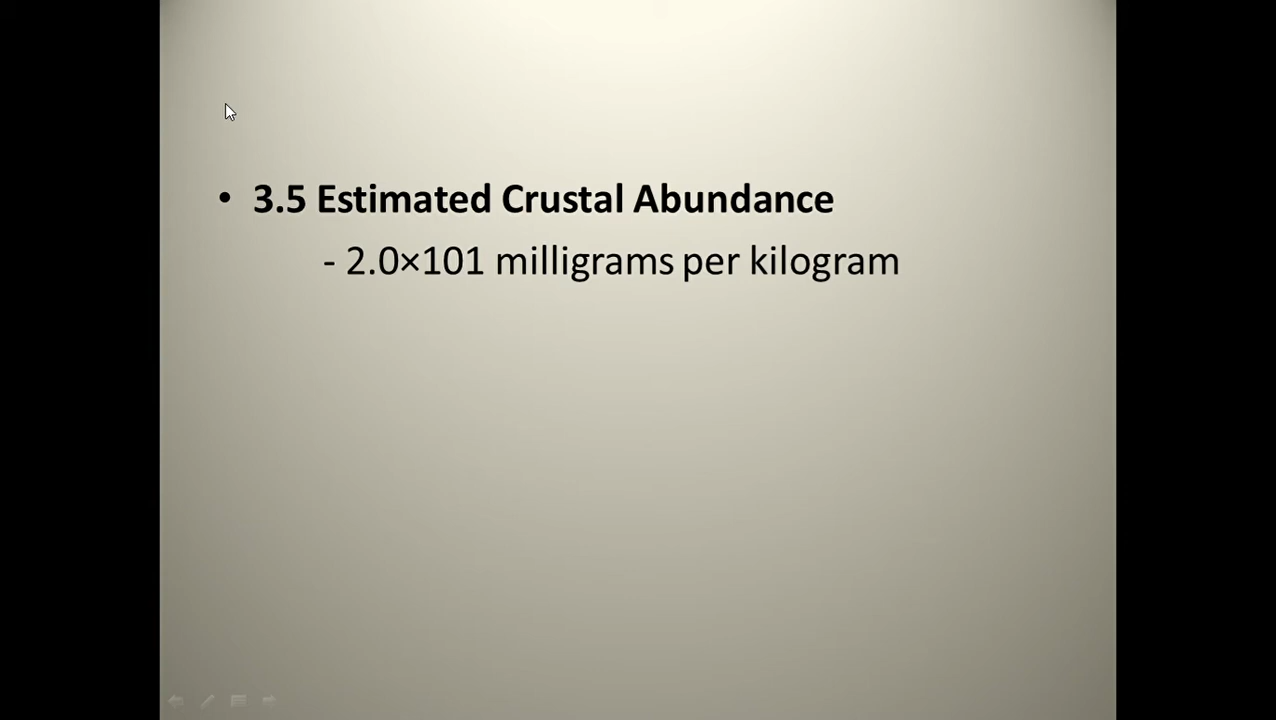 • 3.5 Estimated Crustal Abundance
- 2.0×101 milligrams per kilogram